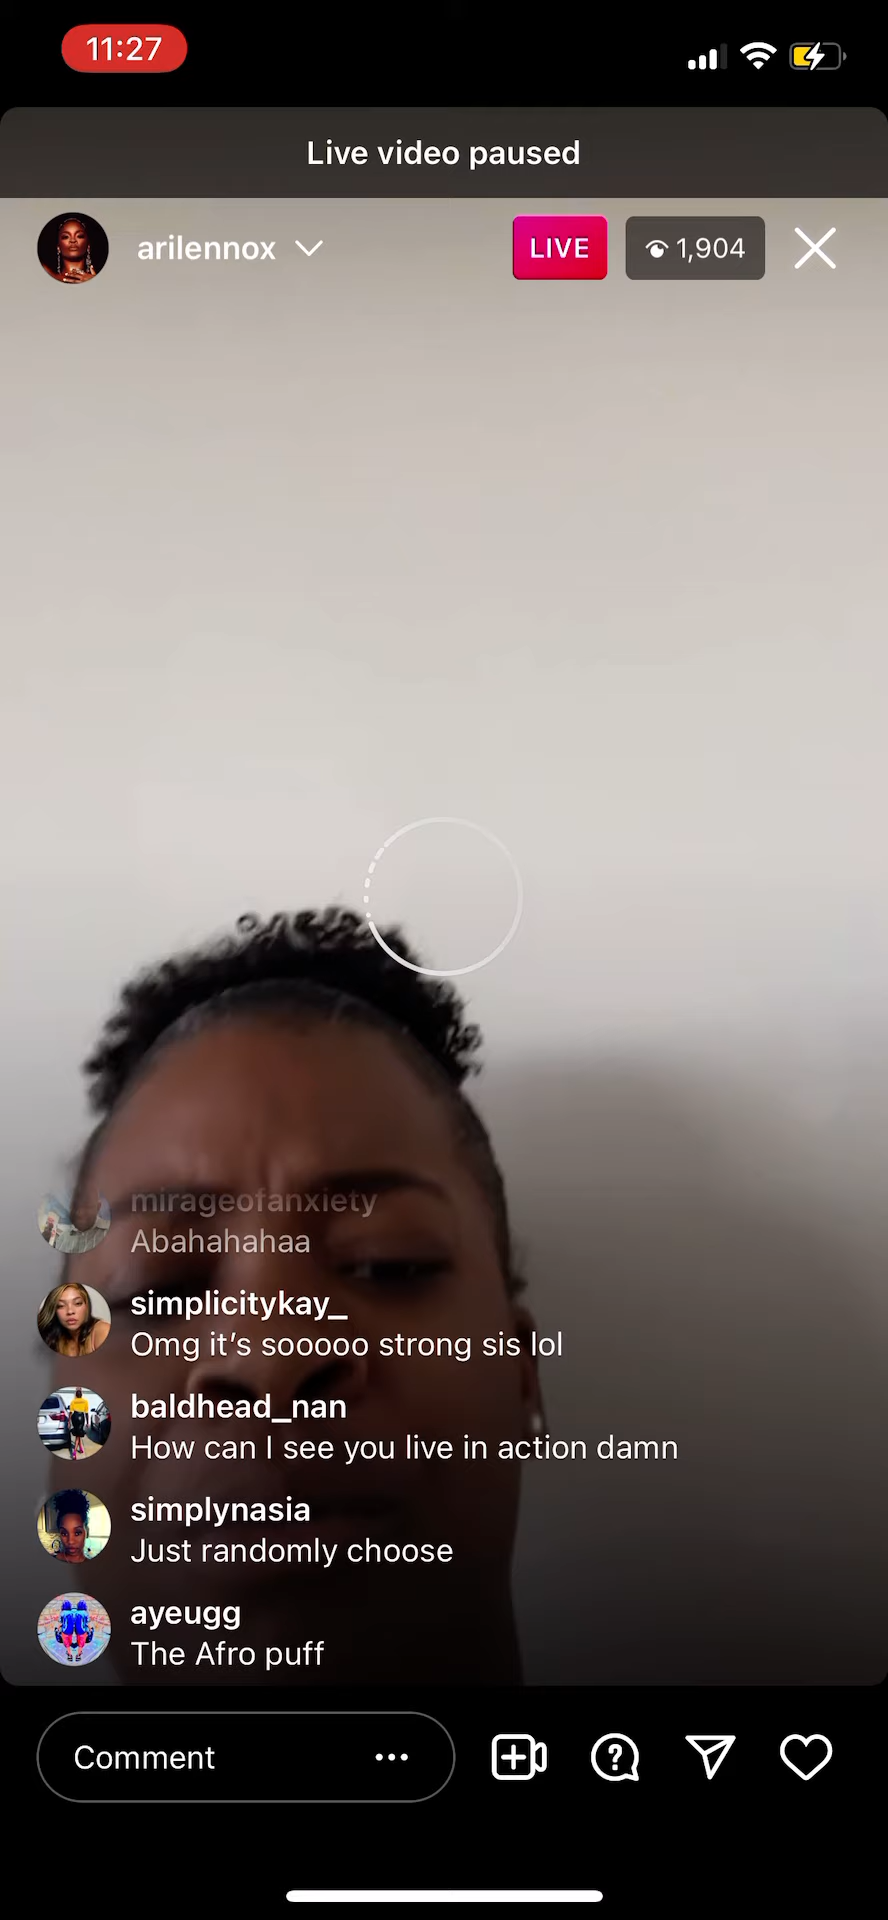 11:27
Live video paused
arilennox
LIVE
1,904
mirageofanxiety
Abahahahaa
simplicitykay_
Omg it’s sooooo strong sis lol
baldhead_nan
How can I see you live in action damn
simplynasia
Just randomly choose
ayeugg
The Afro puff
Comment